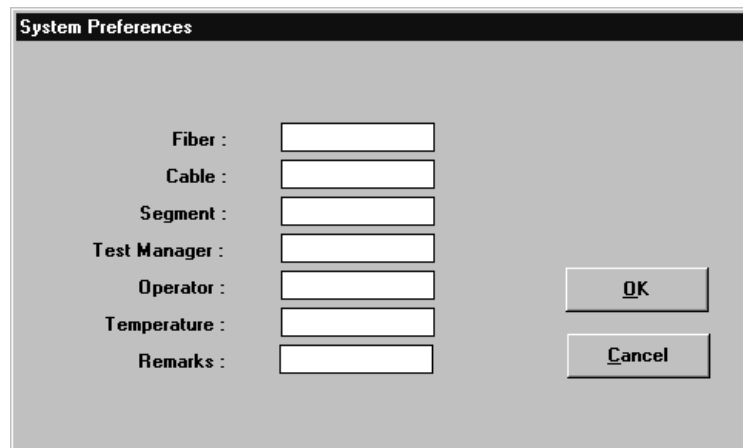 System Preferences
Fiber :
Cable :
Segment :
Test Manager :
Operator :
Temperature :
Remarks :
OK
Cancel